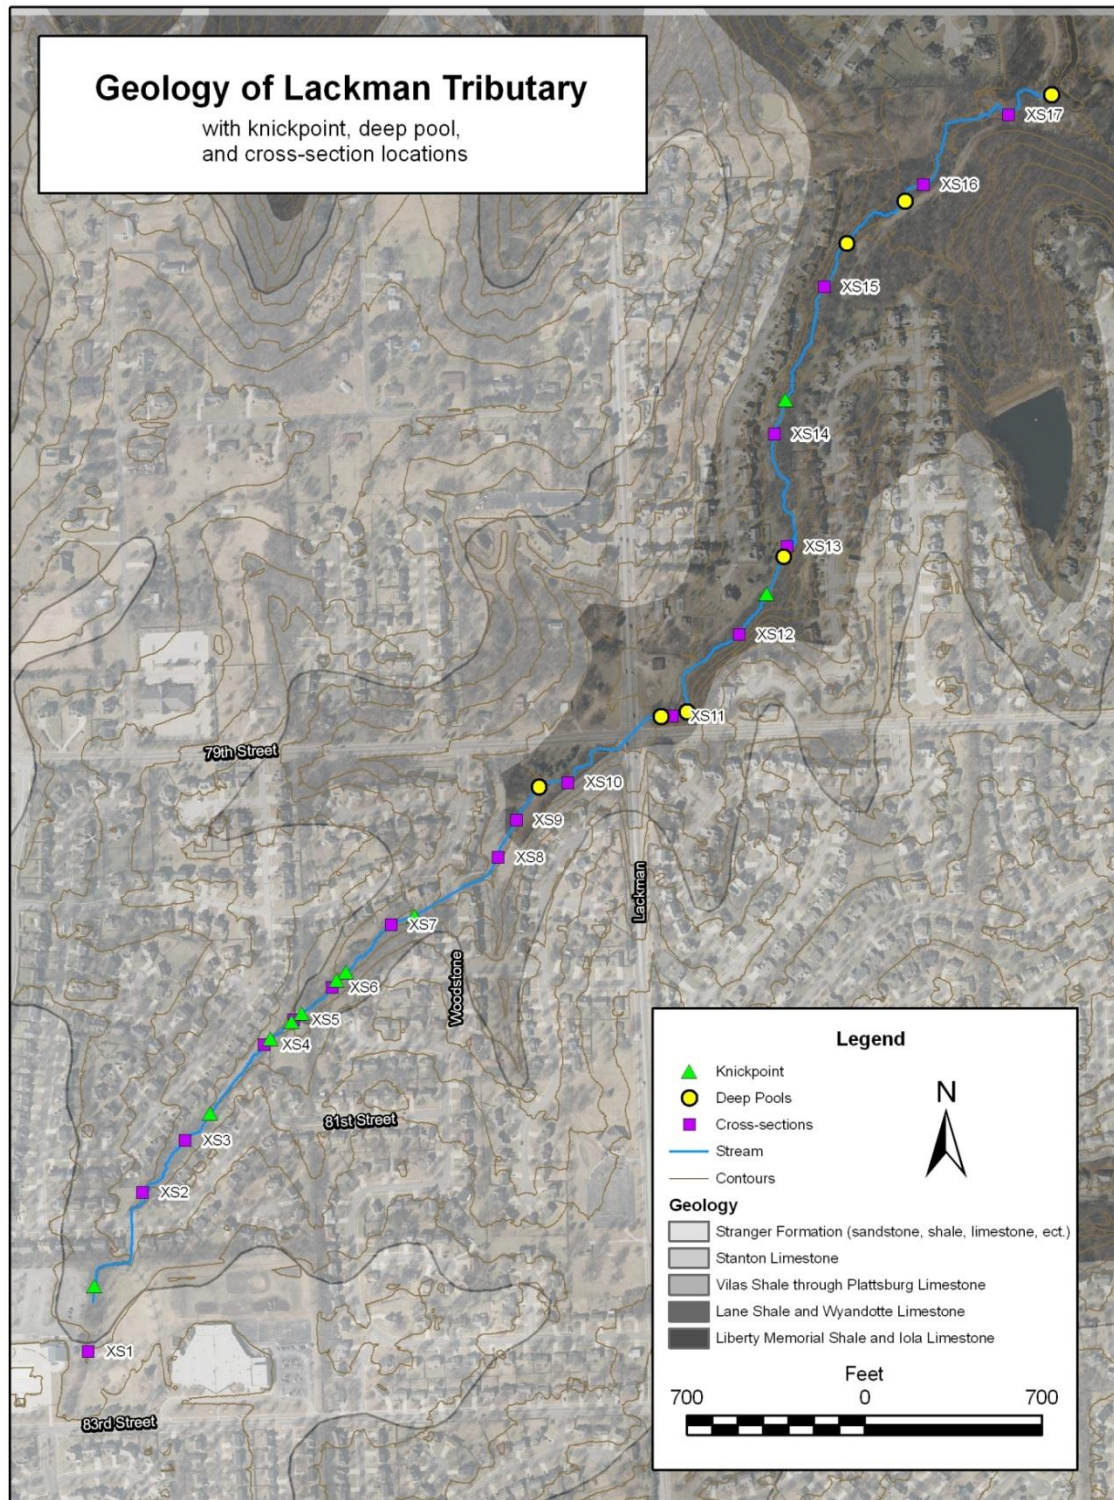 Geology of Lackman Tributary
with knickpoint, deep pool,
and cross-section locations
XS17
XS16
XS15
XS14
XS13
XS12
XS11
79th Street
XS10
XS9
XS8
Lackman
XS7
Woodstone
XS6
XS5
XS4
81st Street
XS3
XS2
XS1
83rd Street
Legend
Knickpoint
Deep Pools
Cross-sections
Stream
Contours
N
Geology
Stranger Formation (sandstone, shale, limestone, ect.)
Stanton Limestone
Vilas Shale through Plattsburg Limestone
Lane Shale and Wyandotte Limestone
Liberty Memorial Shale and Iola Limestone
Feet
700 0 700